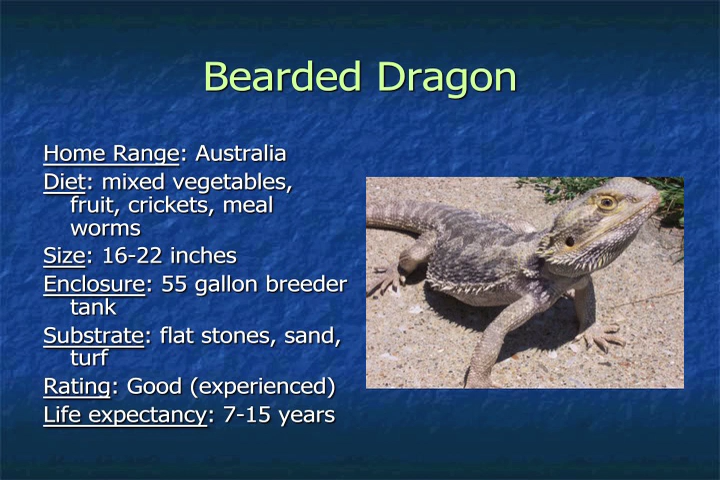 Bearded Dragon
Home Range: Australia
Diet: mixed vegetables,
fruit, crickets, meal
worms
Size: 16-22 inches
Enclosure: 55 gallon breeder
tank
Substrate: flat stones, sand,
turf
Rating: Good (experienced)
Life expectancy: 7-15 years